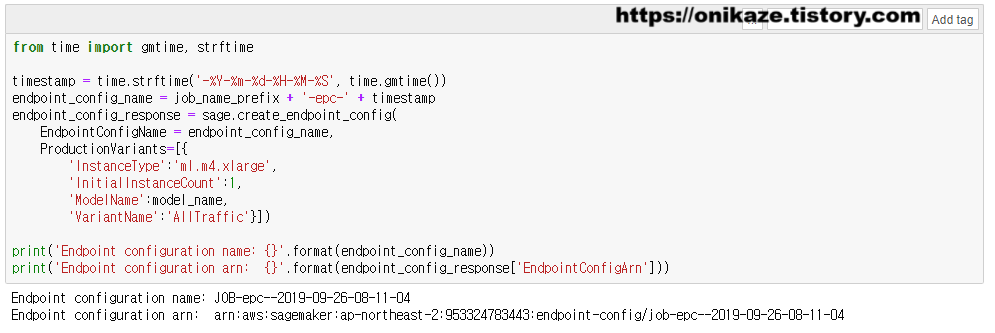 https://onikaze.tistory.com
Add tag
from time import gmtime, strftime
timestamp = time.strftime('-%Y-%m-%d-%H-%M-%S', time.gmtime())
endpoint_config_name = job_name_prefix + '-epc-' + timestamp
endpoint_config_response = sage.create_endpoint_config(
    EndpointConfigName = endpoint_config_name,
    ProductionVariants=[{
        'InstanceType':'ml.m4.xlarge',
        'InitialInstanceCount':1,
        'ModelName':model_name,
        'VariantName':'AllTraffic'}])
print('Endpoint configuration name: {}'.format(endpoint_config_name))
print('Endpoint configuration arn:  {}'.format(endpoint_config_response['EndpointConfigArn']))
Endpoint configuration name: JOB-epc--2019-09-26-08-11-04
Endpoint configuration arn:  arn:aws:sagemaker:ap-northeast-2:953324783443:endpoint-config/job-epc--2019-09-26-08-11-04